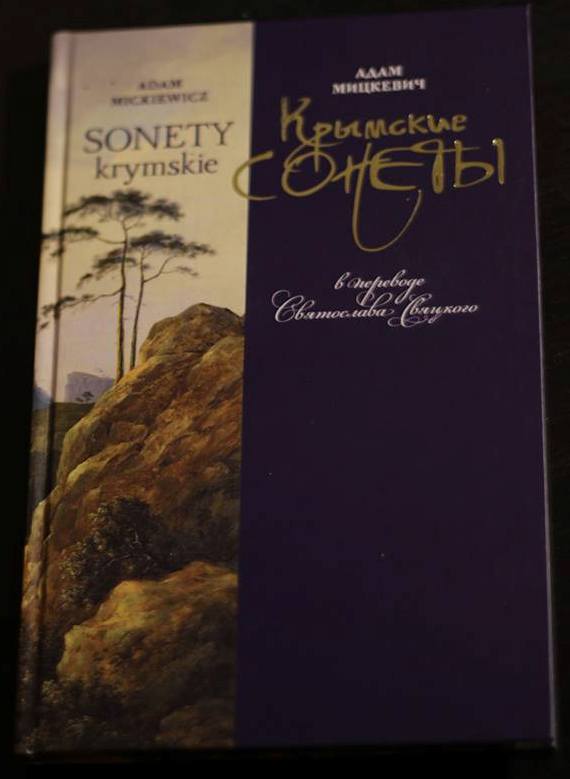 ADAM
MICKIEWICZ
SONETY
krymskie
АДАМ
МИЦКЕВИЧ
Крымские
СОНЕТЫ
в переводе
Святослава Свяцкого